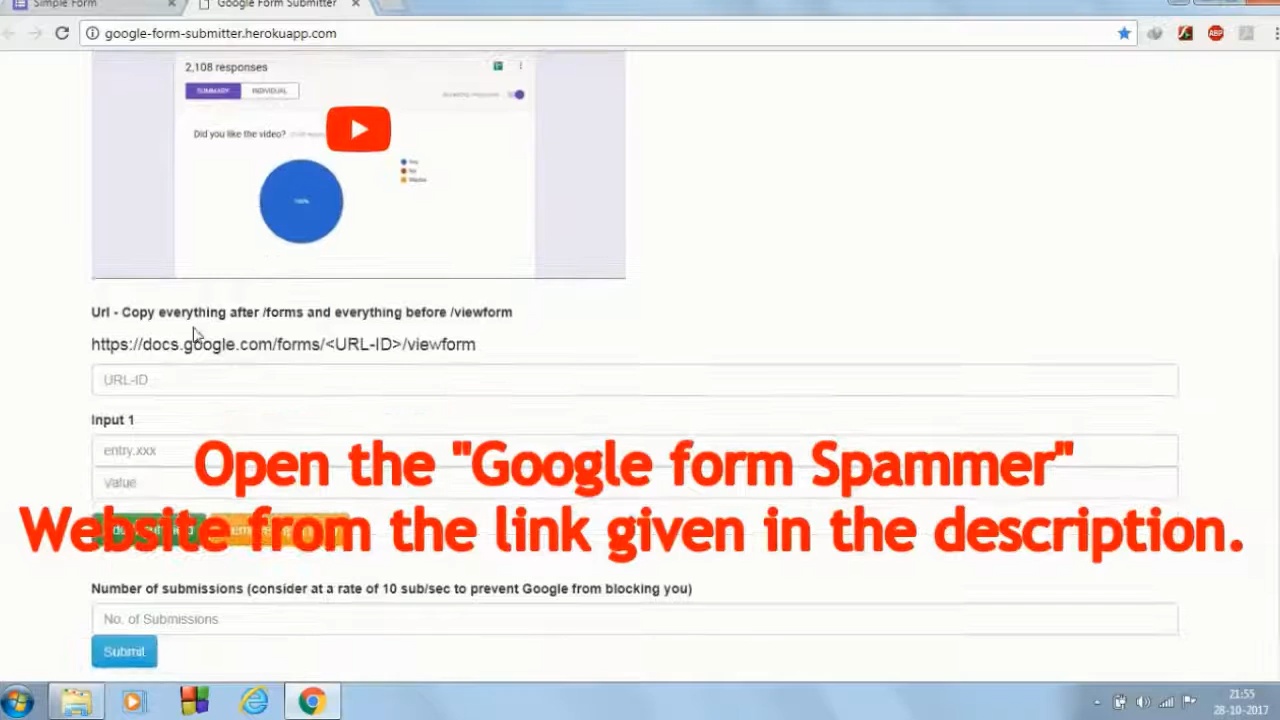 Simple Form
Google Form Submitter
google-form-submitter.herokuapp.com
ABP
2,108 responses
SUMMARY
INDIVIDUAL
Did you like the video?
100%
Url - Copy everything after /forms and everything before /viewform
https://docs.google.com/forms/<URL-ID>/viewform
URL-ID
Input 1
entry.xxx
Value
Open the "Google form Spammer"
Website from the link given in the description.
Number of submissions (consider at a rate of 10 sub/sec to prevent Google from blocking you)
No. of Submissions
Submit
21:55
28-10-2017